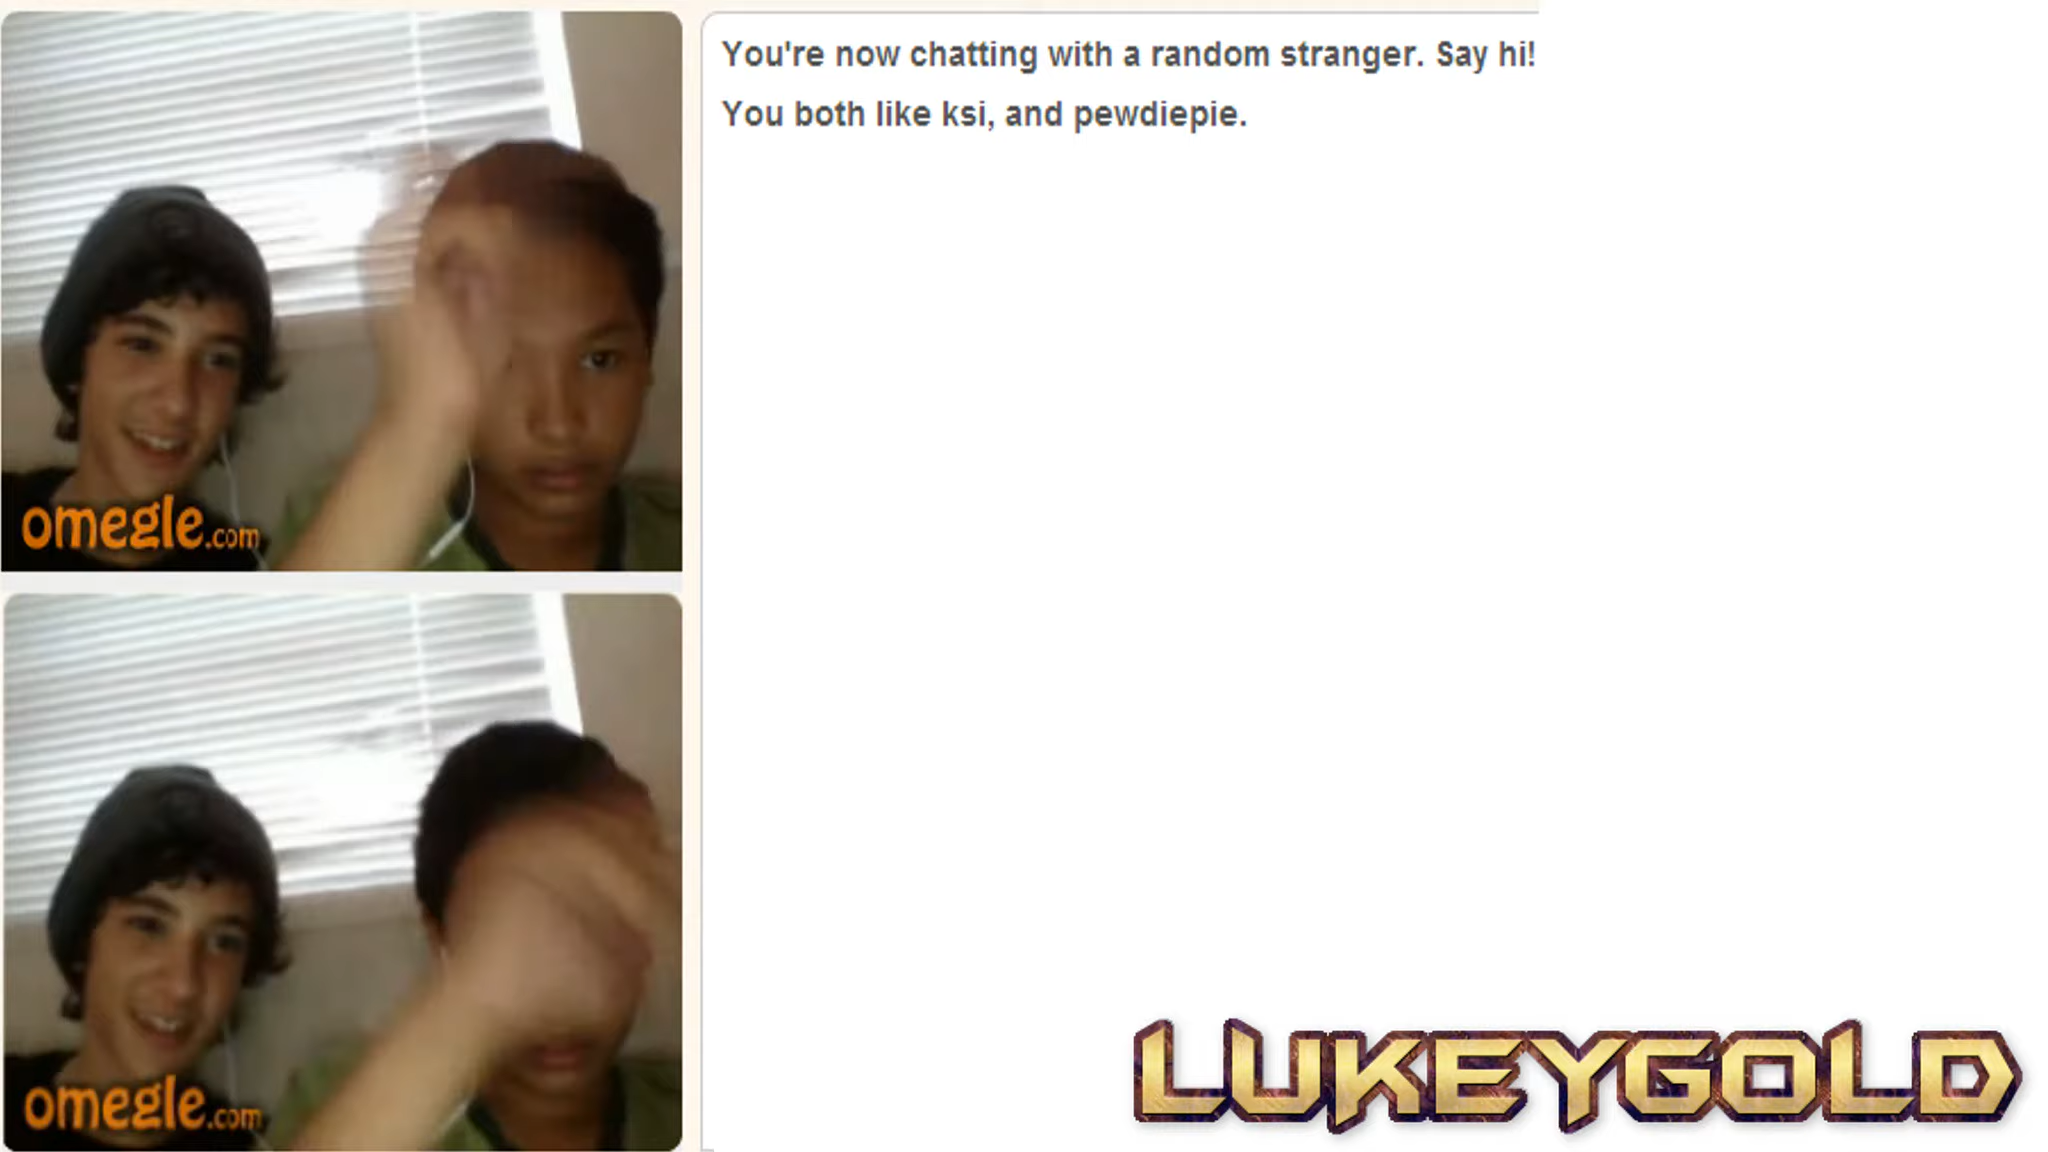 You're now chatting with a random stranger. Say hi!
You both like ksi, and pewdiepie.
omegle.com
omegle.com
LUKEYGOLD